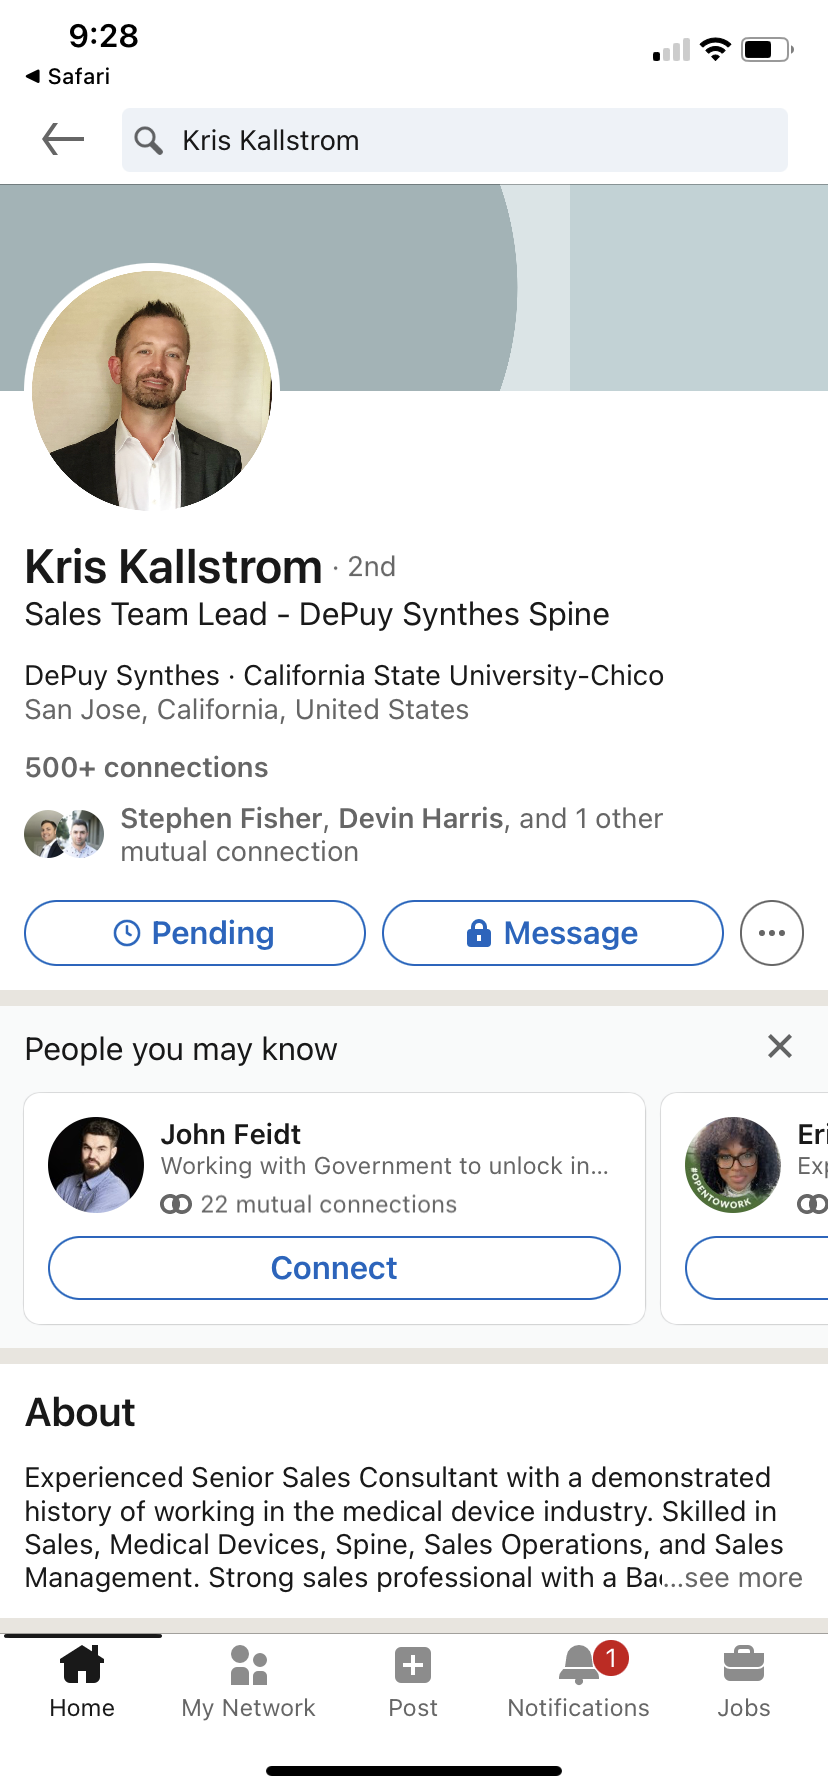 9:28
Safari
Kris Kallstrom
Kris Kallstrom · 2nd
Sales Team Lead - DePuy Synthes Spine
DePuy Synthes · California State University-Chico
San Jose, California, United States
500+ connections
Stephen Fisher, Devin Harris, and 1 other
mutual connection
Pending
Message
People you may know
John Feidt
Working with Government to unlock in...
22 mutual connections
Connect
Eri
Exp
#OPENTOWORK
About
Experienced Senior Sales Consultant with a demonstrated
history of working in the medical device industry. Skilled in
Sales, Medical Devices, Spine, Sales Operations, and Sales
Management. Strong sales professional with a Ba...see more
1
Home
My Network
Post
Notifications
Jobs